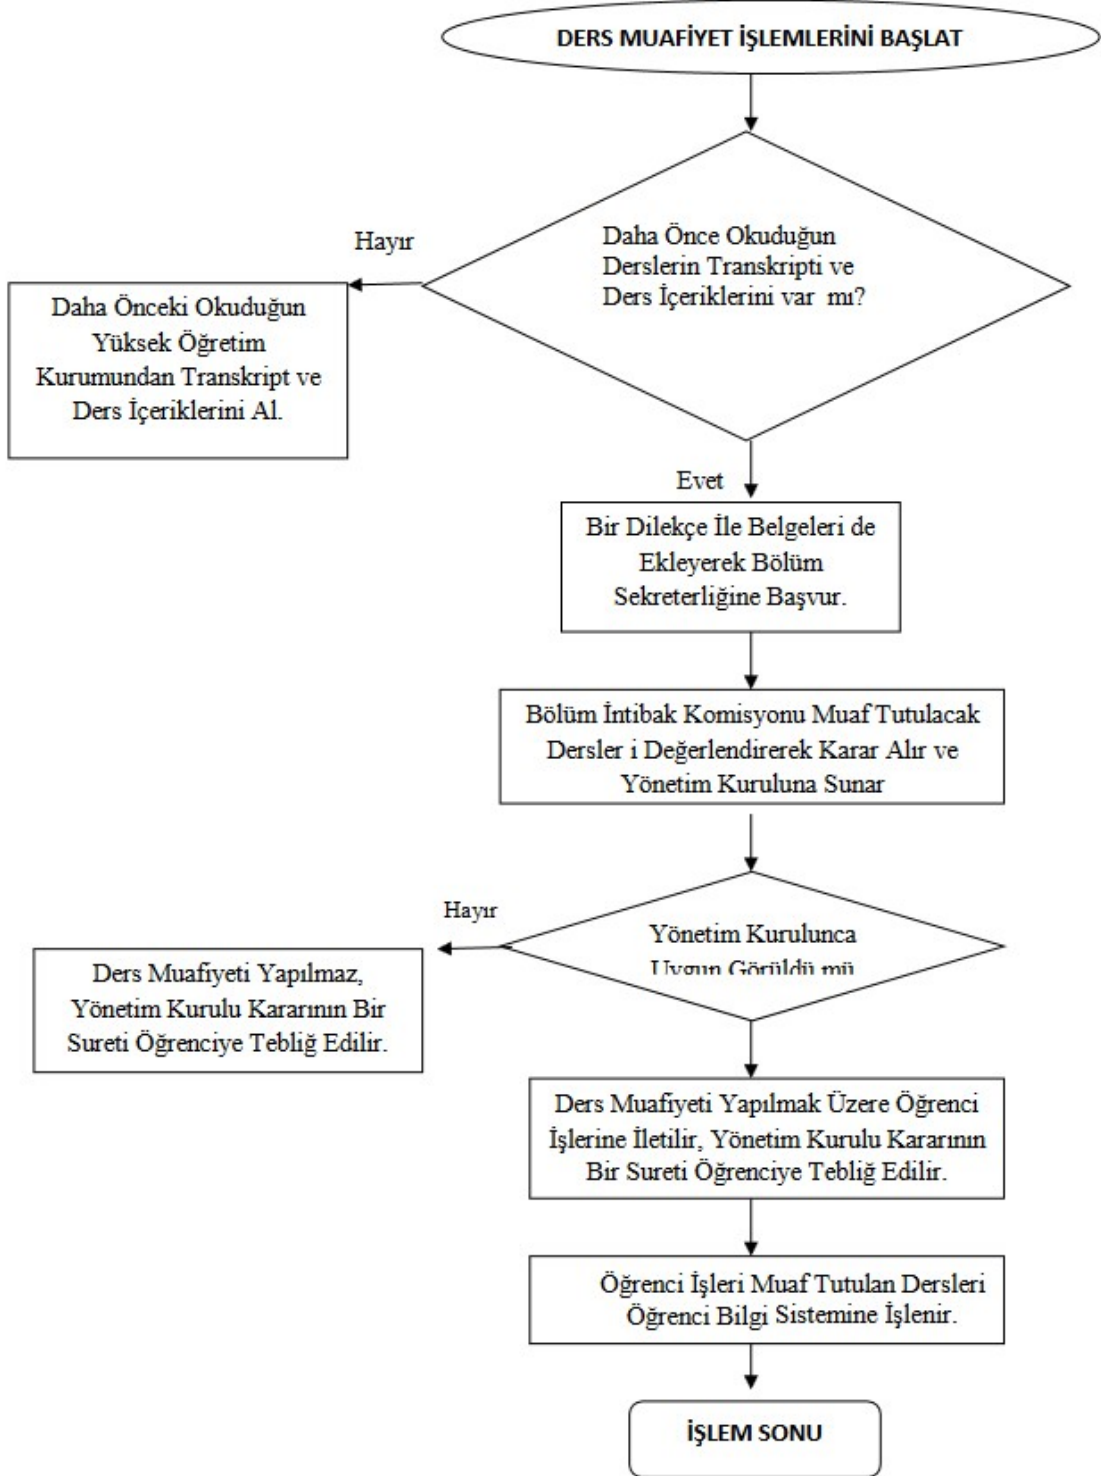 DERS MUAFİYET İŞLEMLERİNİ BAŞLAT
Daha Önce Okuduğun
Derslerin Transkripti ve
Ders İçeriklerini var mı?
Hayır
Daha Önceki Okuduğun
Yüksek Öğretim
Kurumundan Transkript ve
Ders İçeriklerini Al.
Evet
Bir Dilekçe İle Belgeleri de
Ekleyerek Bölüm
Sekreterliğine Başvur.
Bölüm İntibak Komisyonu Muaf Tutulacak
Dersler i Değerlendirerek Karar Alır ve
Yönetim Kuruluna Sunar
Hayır
Yönetim Kurulunca
Uygun Görüldü mü
Ders Muafiyeti Yapılmaz,
Yönetim Kurulu Kararının Bir
Sureti Öğrenciye Tebliğ Edilir.
Ders Muafiyeti Yapılmak Üzere Öğrenci
İşlerine İletilir, Yönetim Kurulu Kararının
Bir Sureti Öğrenciye Tebliğ Edilir.
Öğrenci İşleri Muaf Tutulan Dersleri
Öğrenci Bilgi Sistemine İşlenir.
İŞLEM SONU